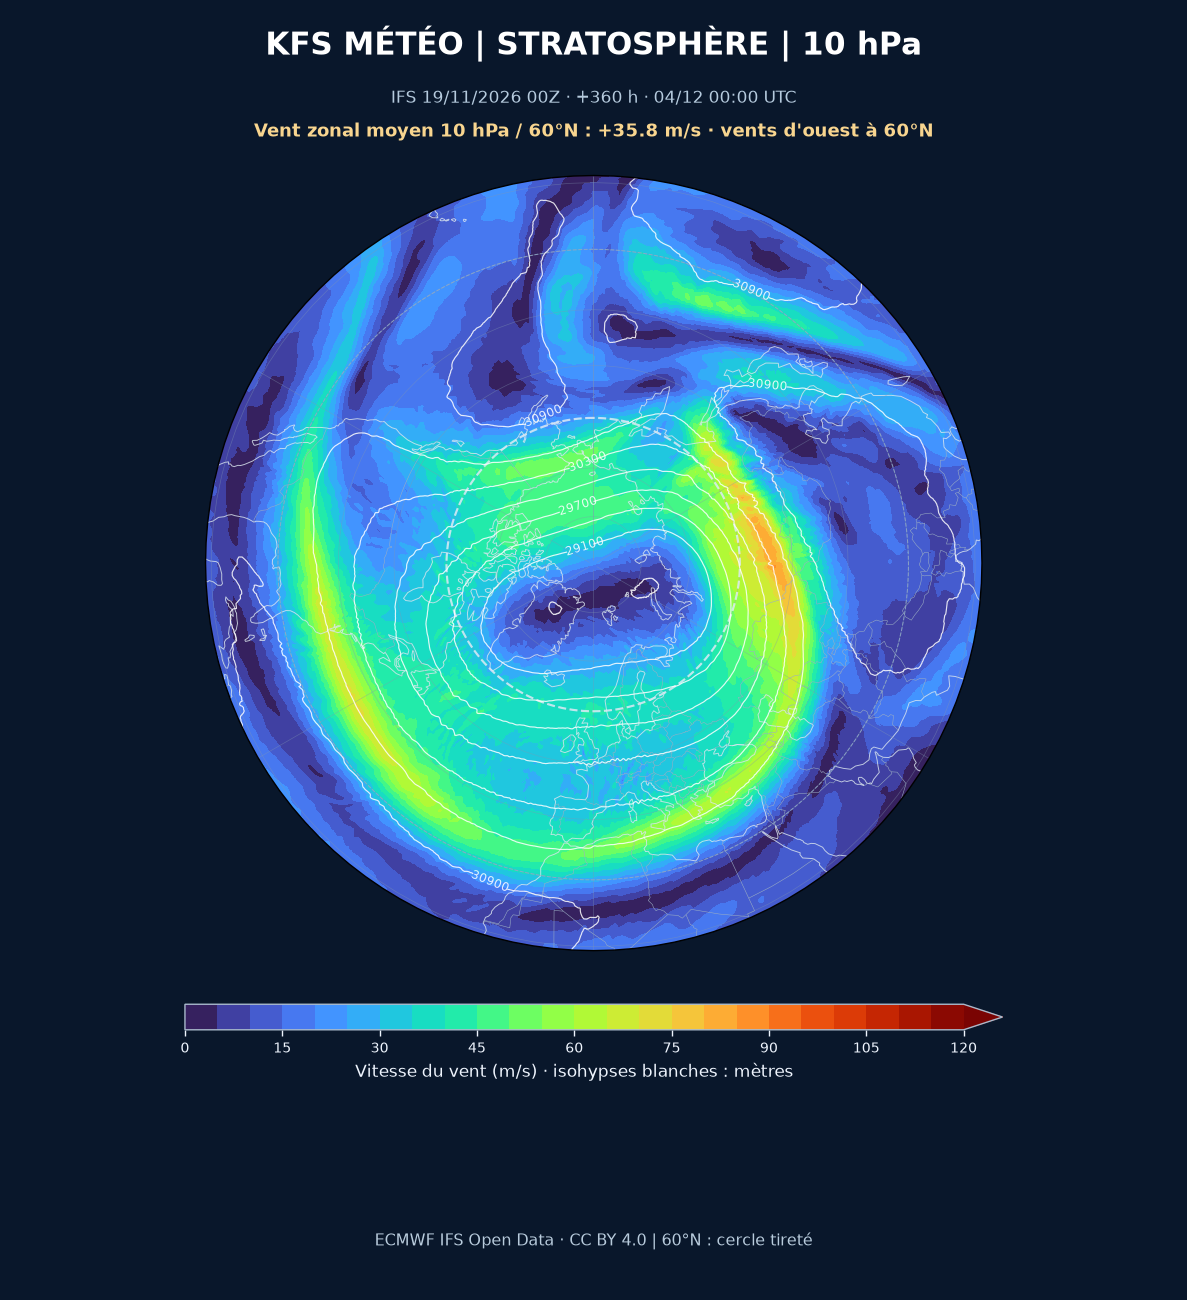 KFS MÉTÉO | STRATOSPHÈRE | 10 hPa
IFS 19/11/2026 00Z · +360 h · 04/12 00:00 UTC
Vent zonal moyen 10 hPa / 60°N : +35.8 m/s · vents d'ouest à 60°N
30900
30900
30900
30300
29700
29100
30900
0 15 30 45 60 75 90 105 120
Vitesse du vent (m/s) · isohypses blanches : mètres
ECMWF IFS Open Data · CC BY 4.0 | 60°N : cercle tireté